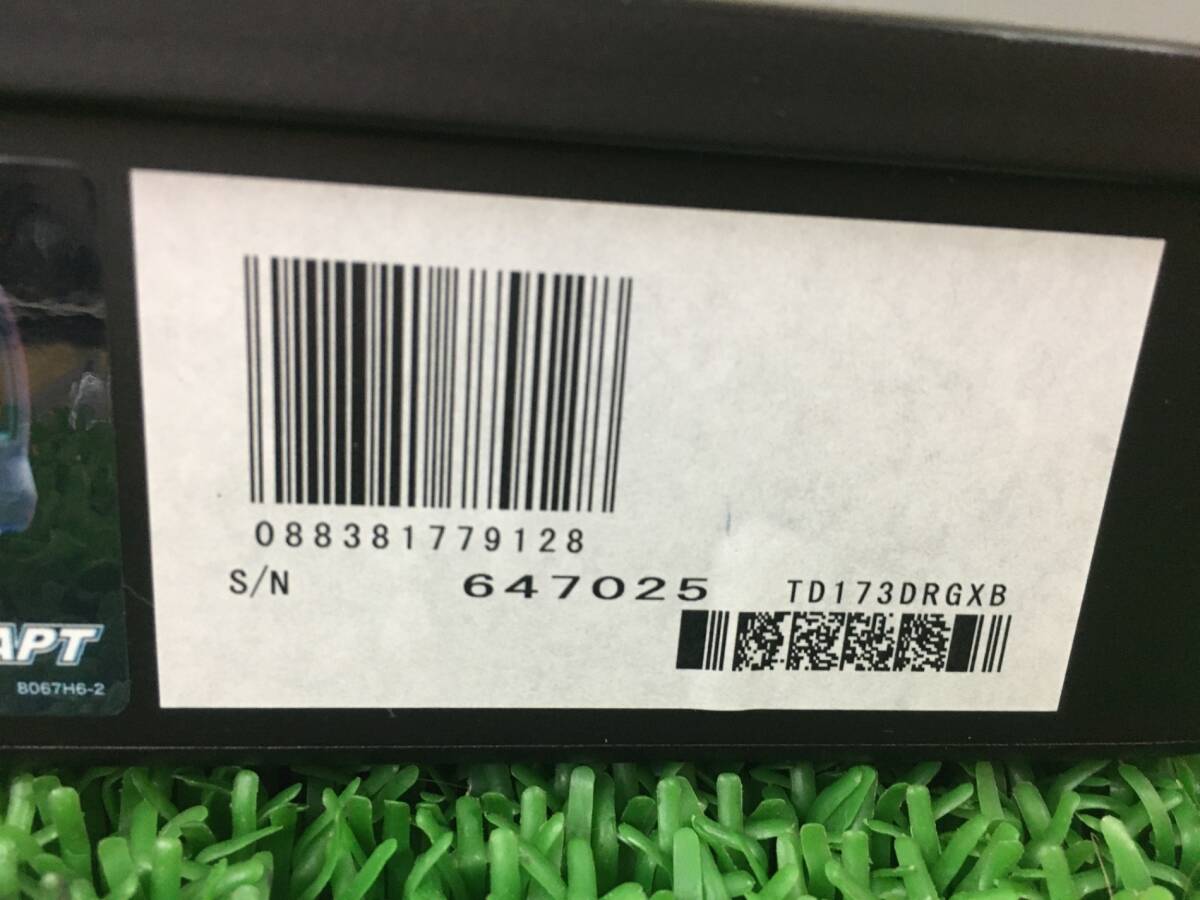 088381779128
S/N 647025 TD173DRGXB
APT
8067H6-2